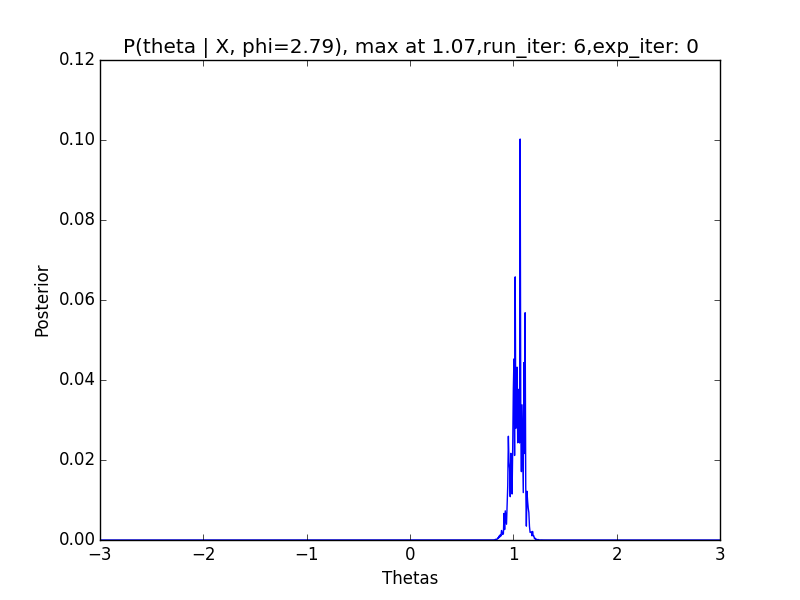 P(theta | X, phi=2.79), max at 1.07,run_iter: 6,exp_iter: 0
0.12
0.10
0.08
0.06
0.04
0.02
0.00
Posterior
−3 −2 −1 0 1 2 3
Thetas